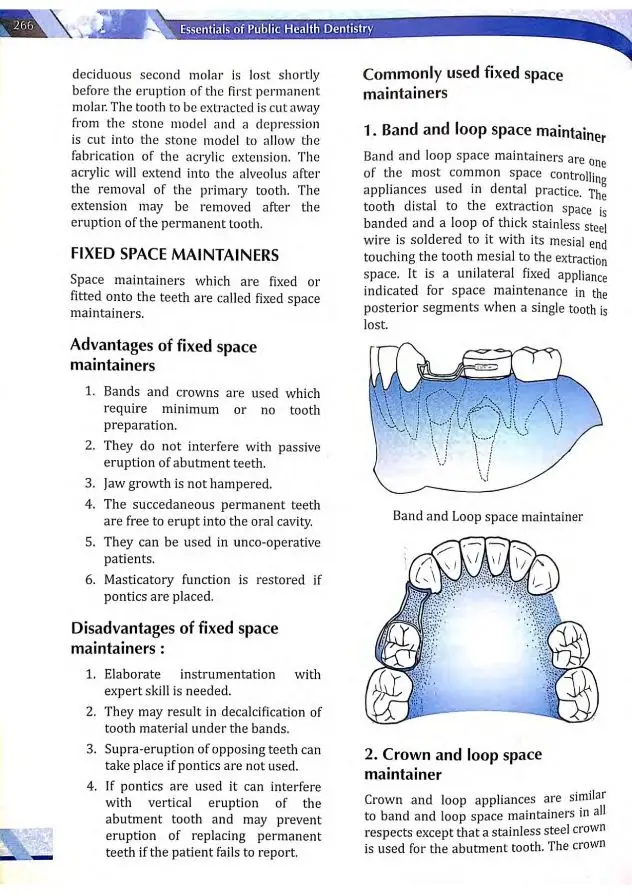 266
Essentials of Public Health Dentistry
deciduous second molar is lost shortly
before the eruption of the first permanent
molar. The tooth to be extracted is cut away
from the stone model and a depression
is cut into the stone model to allow the
fabrication of the acrylic extension. The
acrylic will extend into the alveolus after
the removal of the primary tooth. The
extension may be removed after the
eruption of the permanent tooth.
FIXED SPACE MAINTAINERS
Space maintainers which are fixed or
fitted onto the teeth are called fixed space
maintainers.
Advantages of fixed space
maintainers
1. Bands and crowns are used which
require minimum or no tooth
preparation.
2. They do not interfere with passive
eruption of abutment teeth.
3. Jaw growth is not hampered.
4. The succedaneous permanent teeth
are free to erupt into the oral cavity.
5. They can be used in unco-operative
patients.
6. Masticatory function is restored if
pontics are placed.
Disadvantages of fixed space
maintainers :
1. Elaborate instrumentation with
expert skill is needed.
2. They may result in decalcification of
tooth material under the bands.
3. Supra-eruption of opposing teeth can
take place if pontics are not used.
4. If pontics are used it can interfere
with vertical eruption of the
abutment tooth and may prevent
eruption of replacing permanent
teeth if the patient fails to report.
Commonly used fixed space
maintainers
1. Band and loop space maintainer
Band and loop space maintainers are one
of the most common space controlling
appliances used in dental practice. The
tooth distal to the extraction space is
banded and a loop of thick stainless steel
wire is soldered to it with its mesial end
touching the tooth mesial to the extraction
space. It is a unilateral fixed appliance
indicated for space maintenance in the
posterior segments when a single tooth is
lost.
Band and Loop space maintainer
2. Crown and loop space
maintainer
Crown and loop appliances are similar
to band and loop space maintainers in all
respects except that a stainless steel crown
is used for the abutment tooth. The crown